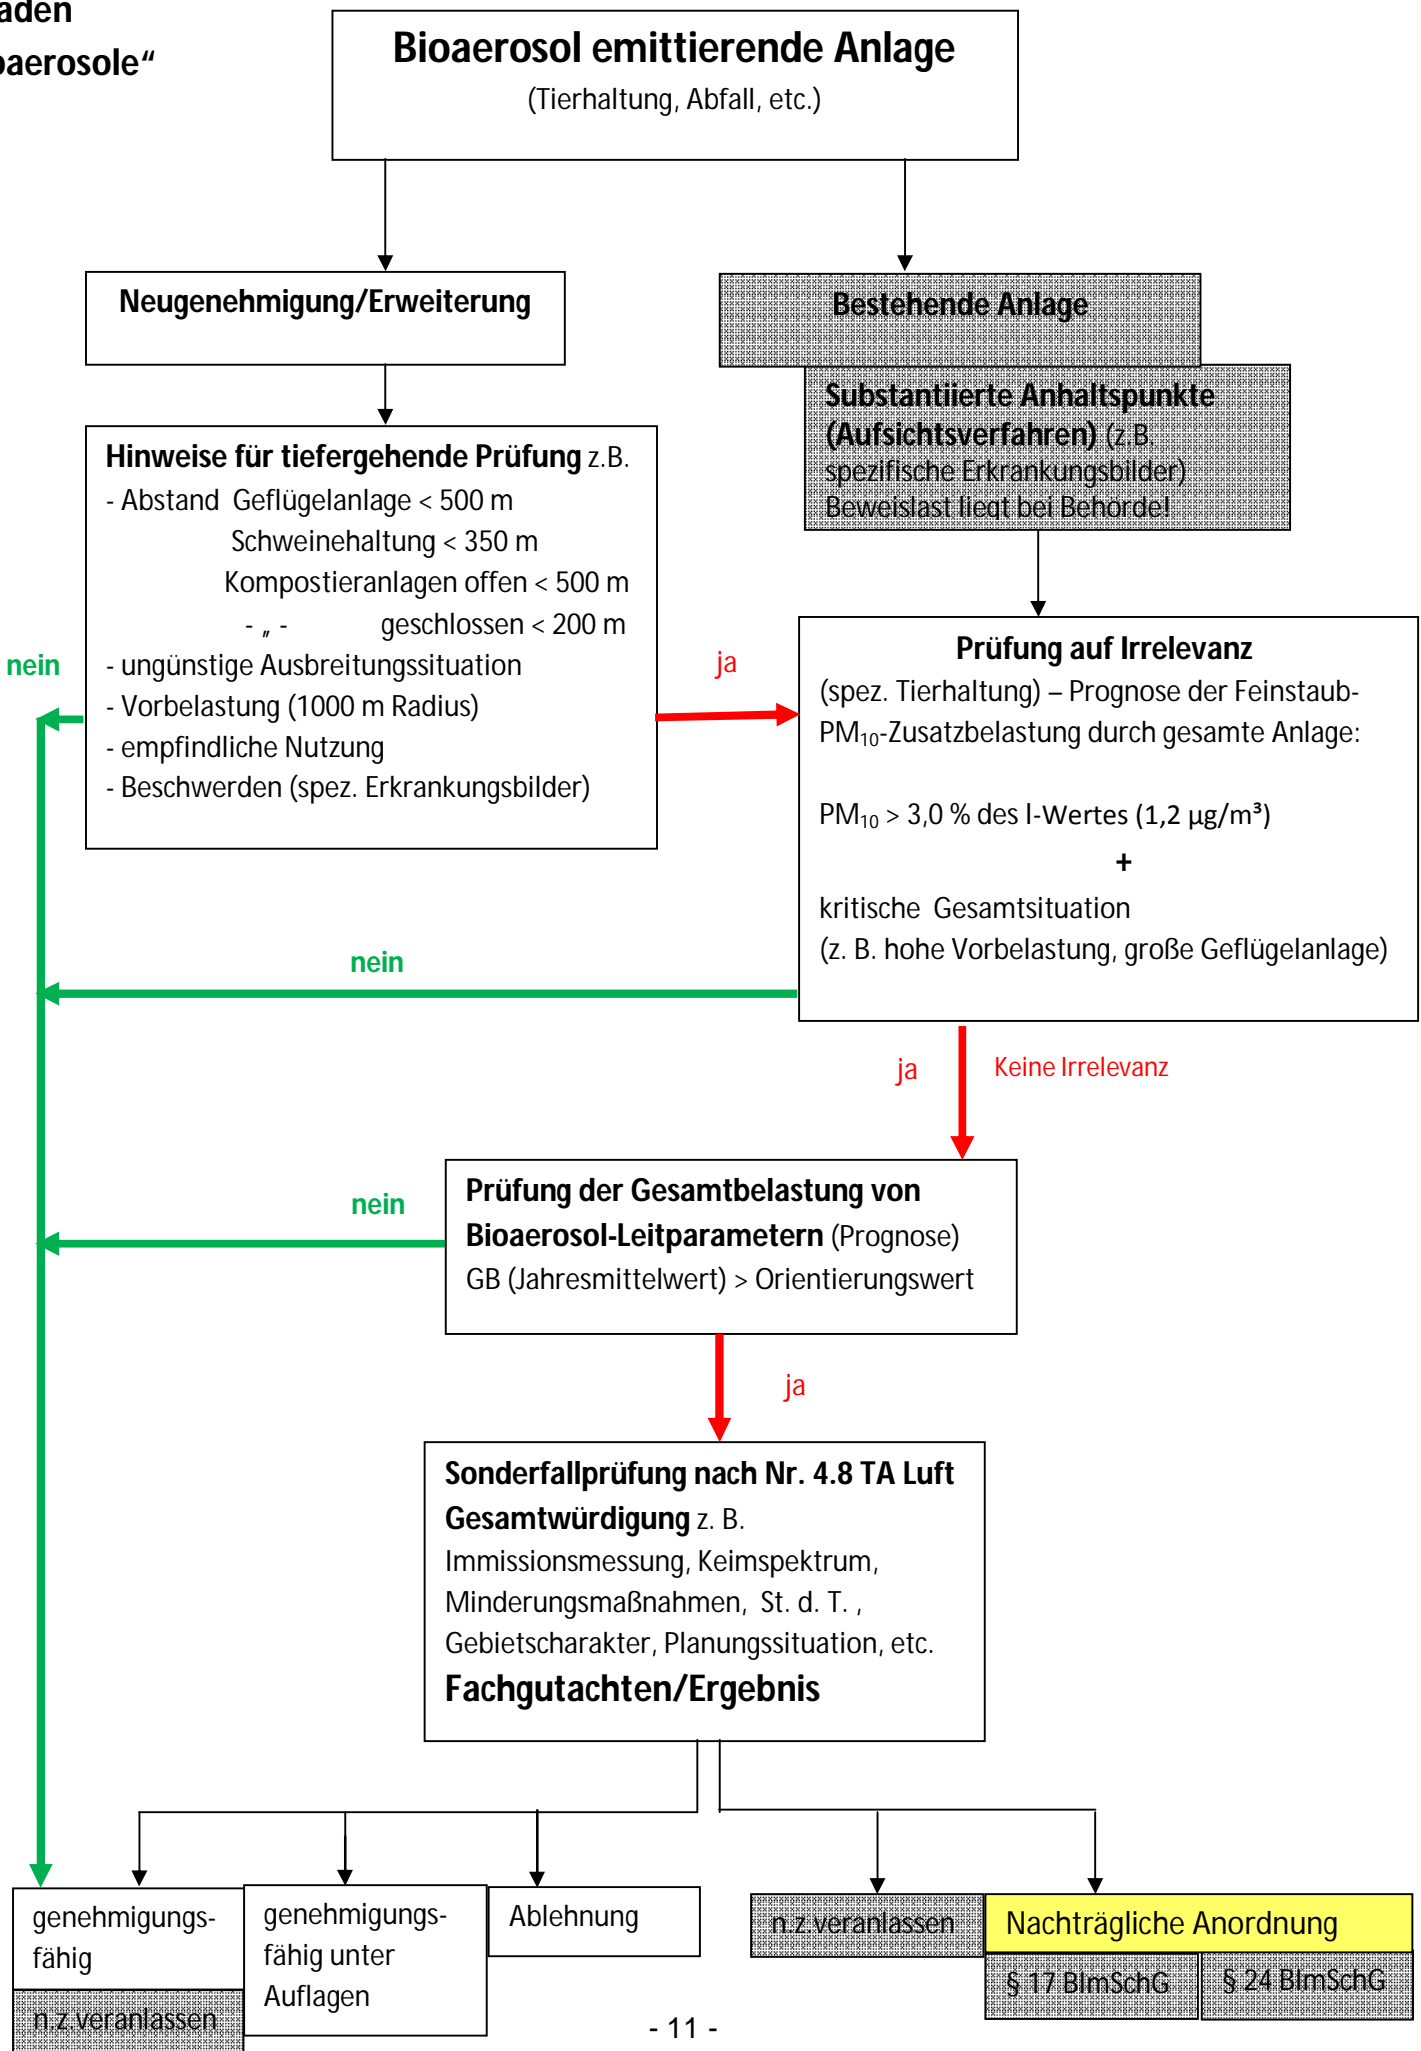 aden
oaerosole“
Bioaerosol emittierende Anlage
(Tierhaltung, Abfall, etc.)
Neugenehmigung/Erweiterung
Bestehende Anlage
Substantiierte Anhaltspunkte
(Aufsichtsverfahren) (z.B.
spezifische Erkrankungsbilder)
Beweislast liegt bei Behörde!
Hinweise für tiefergehende Prüfung z.B.
- Abstand Geflügelanlage < 500 m
Schweinehaltung < 350 m
Kompostieranlagen offen < 500 m
- „ - geschlossen < 200 m
- ungünstige Ausbreitungssituation
- Vorbelastung (1000 m Radius)
- empfindliche Nutzung
- Beschwerden (spez. Erkrankungsbilder)
nein
ja
Prüfung auf Irrelevanz
(spez. Tierhaltung) – Prognose der Feinstaub-
PM₁₀-Zusatzbelastung durch gesamte Anlage:
PM₁₀ > 3,0 % des I-Wertes (1,2 µg/m³)
+
kritische Gesamtsituation
(z. B. hohe Vorbelastung, große Geflügelanlage)
nein
ja
Keine Irrelevanz
Prüfung der Gesamtbelastung von
Bioaerosol-Leitparametern (Prognose)
GB (Jahresmittelwert) > Orientierungswert
nein
ja
Sonderfallprüfung nach Nr. 4.8 TA Luft
Gesamtwürdigung z. B.
Immissionsmessung, Keimspektrum,
Minderungsmaßnahmen, St. d. T. ,
Gebietscharakter, Planungssituation, etc.
Fachgutachten/Ergebnis
genehmigungs-
fähig
n.z.veranlassen
genehmigungs-
fähig unter
Auflagen
Ablehnung
n.z.veranlassen
Nachträgliche Anordnung
§ 17 BImSchG
§ 24 BImSchG
- 11 -